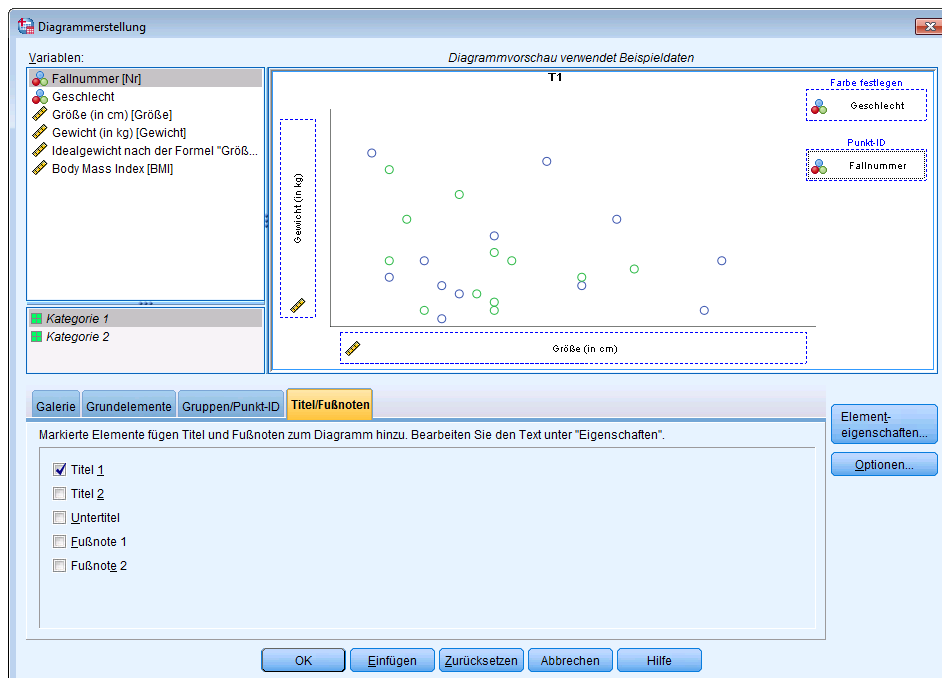 Diagrammerstellung
Variablen:
Diagrammvorschau verwendet Beispieldaten
Fallnummer [Nr]
Geschlecht
Größe (in cm) [Größe]
Gewicht (in kg) [Gewicht]
Idealgewicht nach der Formel "Größ...
Body Mass Index [BMI]
Kategorie 1
Kategorie 2
T1
Farbe festlegen
Geschlecht
Punkt-ID
Fallnummer
Gewicht (in kg)
Größe (in cm)
Galerie
Grundelemente
Gruppen/Punkt-ID
Titel/Fußnoten
Markierte Elemente fügen Titel und Fußnoten zum Diagramm hinzu. Bearbeiten Sie den Text unter "Eigenschaften".
Titel 1
Titel 2
Untertitel
Fußnote 1
Fußnote 2
Element-
eigenschaften...
Optionen...
OK
Einfügen
Zurücksetzen
Abbrechen
Hilfe